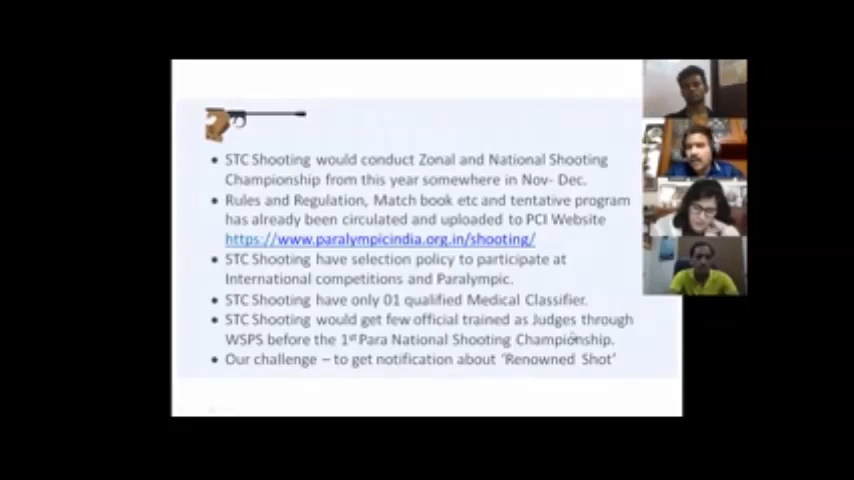 • STC Shooting would conduct Zonal and National Shooting
Championship from this year somewhere in Nov- Dec.
• Rules and Regulation, Match book etc and tentative program
has already been circulated and uploaded to PCI Website
https://www.paralympicindia.org.in/shooting/
• STC Shooting have selection policy to participate at
International competitions and Paralympic.
• STC Shooting have only 01 qualified Medical Classifier.
• STC Shooting would get few official trained as Judges through
WSPS before the 1st Para National Shooting Championship.
• Our challenge – to get notification about ‘Renowned Shot’